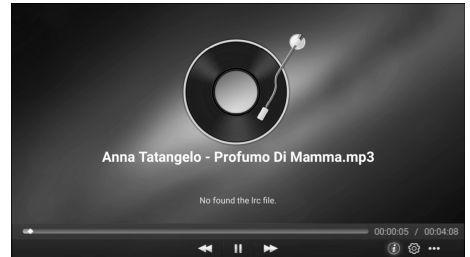 Anna Tatangelo - Profumo Di Mamma.mp3
No found the lrc file.
00:00:05 / 00:04:08